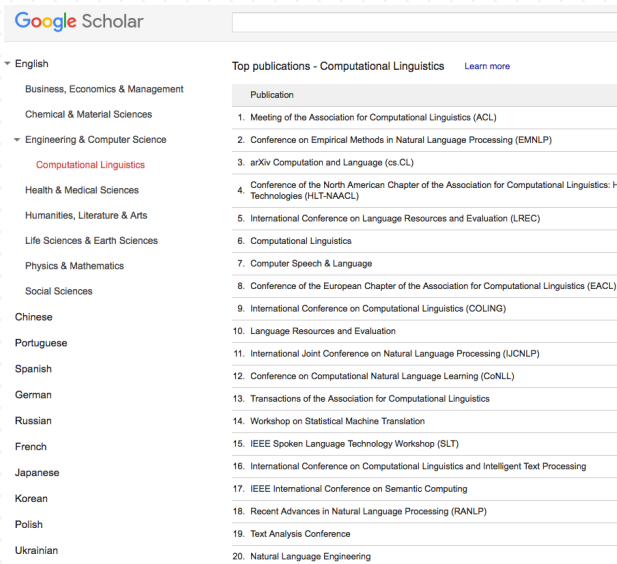 Google Scholar
English
Business, Economics & Management
Chemical & Material Sciences
Engineering & Computer Science
Computational Linguistics
Health & Medical Sciences
Humanities, Literature & Arts
Life Sciences & Earth Sciences
Physics & Mathematics
Social Sciences
Chinese
Portuguese
Spanish
German
Russian
French
Japanese
Korean
Polish
Ukrainian
Top publications - Computational Linguistics Learn more
Publication
1. Meeting of the Association for Computational Linguistics (ACL)
2. Conference on Empirical Methods in Natural Language Processing (EMNLP)
3. arXiv Computation and Language (cs.CL)
4. Conference of the North American Chapter of the Association for Computational Linguistics: H
Technologies (HLT-NAACL)
5. International Conference on Language Resources and Evaluation (LREC)
6. Computational Linguistics
7. Computer Speech & Language
8. Conference of the European Chapter of the Association for Computational Linguistics (EACL)
9. International Conference on Computational Linguistics (COLING)
10. Language Resources and Evaluation
11. International Joint Conference on Natural Language Processing (IJCNLP)
12. Conference on Computational Natural Language Learning (CoNLL)
13. Transactions of the Association for Computational Linguistics
14. Workshop on Statistical Machine Translation
15. IEEE Spoken Language Technology Workshop (SLT)
16. International Conference on Computational Linguistics and Intelligent Text Processing
17. IEEE International Conference on Semantic Computing
18. Recent Advances in Natural Language Processing (RANLP)
19. Text Analysis Conference
20. Natural Language Engineering